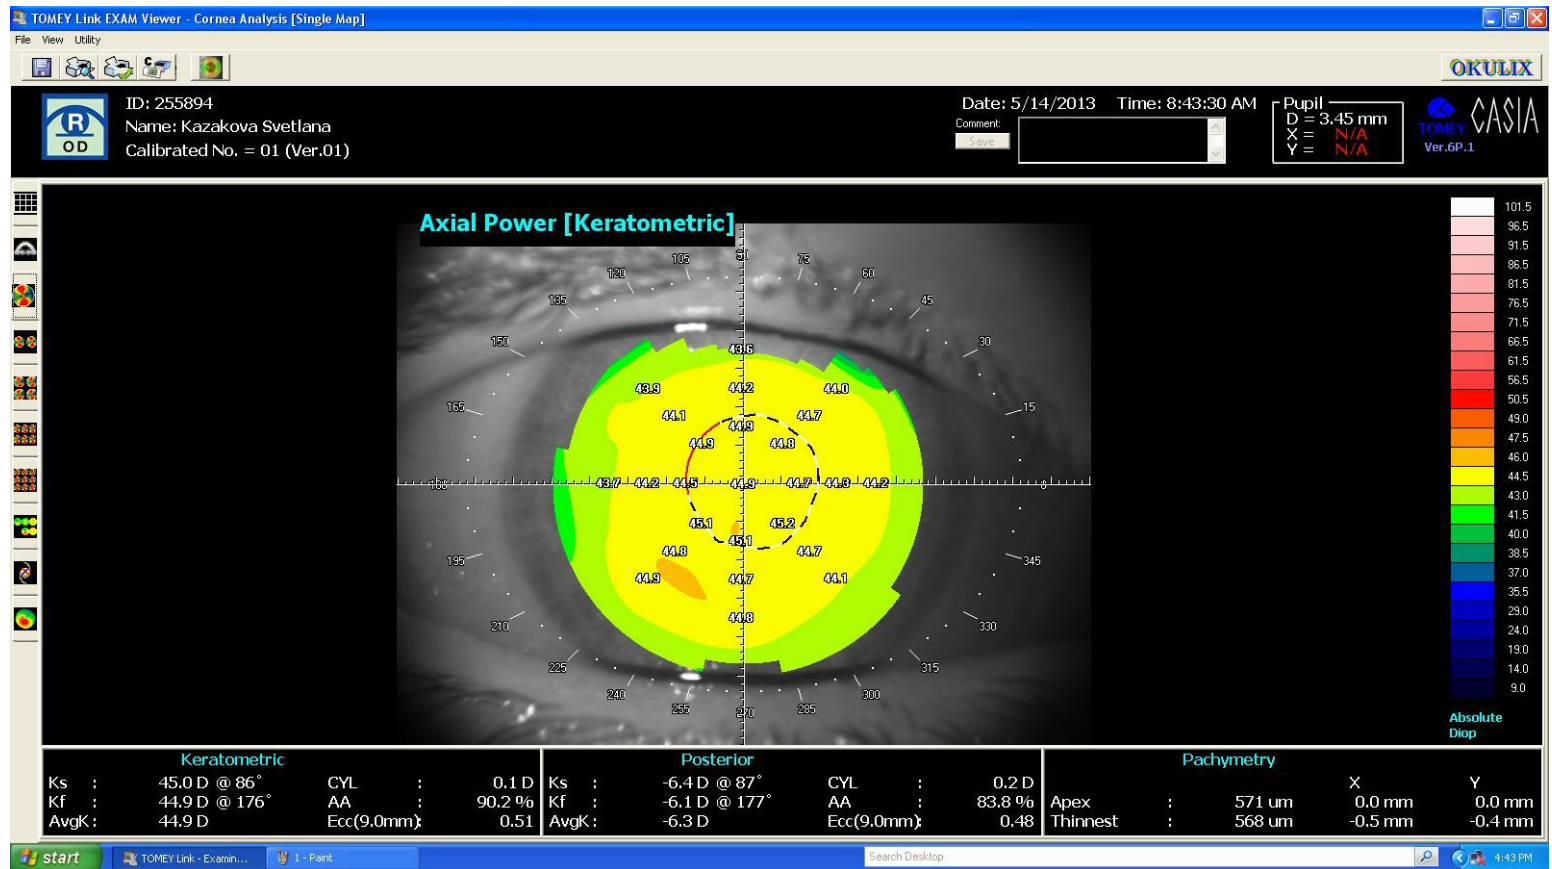 TOMEY Link EXAM Viewer - Cornea Analysis [Single Map]
File View Utility
OKULIX
R
OD
ID: 255894
Name: Kazakova Svetlana
Calibrated No. = 01 (Ver.01)
Date: 5/14/2013 Time: 8:43:30 AM
Comment:
Save
Pupil
D = 3.45 mm
X = N/A
Y = N/A
TOMEY CASIA
Ver.6P.1
Axial Power [Keratometric]
105 90 75
120 60
135 45
150 30
165 15
180 0
195 345
210 330
225 315
240 300
255 270 285
43.6
43.9 44.2 44.0
44.1 44.7
44.9
44.9 44.8
43.7 44.2 44.5 44.9 44.7 44.3 44.2
45.1 45.2
45.1
44.8 44.7
44.9 44.7 44.1
44.8
101.5
96.5
91.5
86.5
81.5
76.5
71.5
66.5
61.5
56.5
50.5
49.0
47.5
46.0
44.5
43.0
41.5
40.0
38.5
37.0
35.5
29.0
24.0
19.0
14.0
9.0
Absolute
Diop
Keratometric
Ks : 45.0 D @ 86° CYL : 0.1 D
Kf : 44.9 D @ 176° AA : 90.2 %
AvgK : 44.9 D Ecc(9.0mm): 0.51
Posterior
Ks : -6.4 D @ 87° CYL : 0.2 D
Kf : -6.1 D @ 177° AA : 83.8 %
AvgK : -6.3 D Ecc(9.0mm): 0.48
Pachymetry
X Y
Apex : 571 um 0.0 mm 0.0 mm
Thinnest : 568 um -0.5 mm -0.4 mm
start
TOMEY Link - Examin...
1 - Paint
Search Desktop
4:43 PM